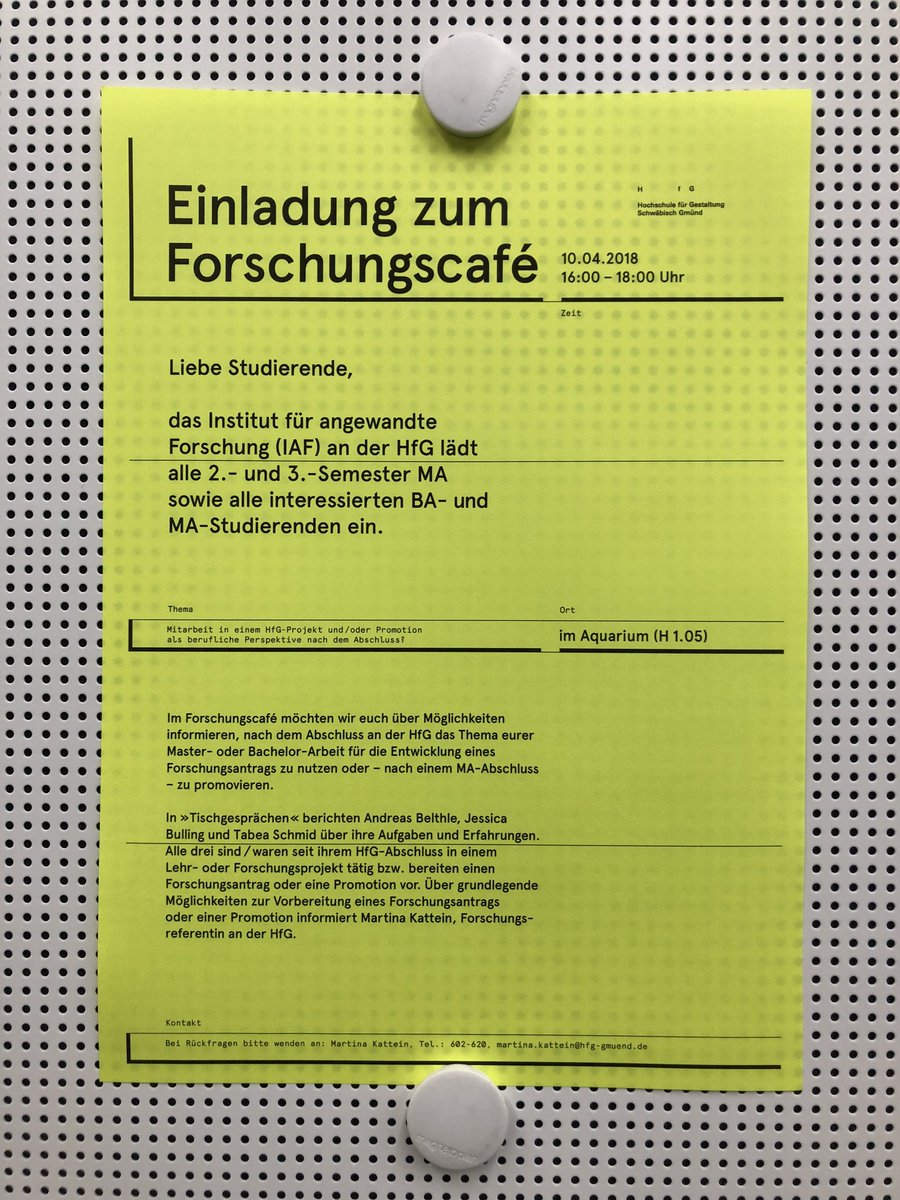 Einladung zum
Forschungscafé
H f G
Hochschule für Gestaltung
Schwäbisch Gmünd
10.04.2018
16:00 – 18:00 Uhr
Zeit
Liebe Studierende,
das Institut für angewandte
Forschung (IAF) an der HfG lädt
alle 2.- und 3.-Semester MA
sowie alle interessierten BA- und
MA-Studierenden ein.
Thema
Mitarbeit in einem HfG-Projekt und/oder Promotion
als berufliche Perspektive nach dem Abschluss?
Ort
im Aquarium (H 1.05)
Im Forschungscafé möchten wir euch über Möglichkeiten
informieren, nach dem Abschluss an der HfG das Thema eurer
Master- oder Bachelor-Arbeit für die Entwicklung eines
Forschungsantrags zu nutzen oder – nach einem MA-Abschluss
– zu promovieren.
In »Tischgesprächen« berichten Andreas Belthle, Jessica
Bulling und Tabea Schmid über ihre Aufgaben und Erfahrungen.
Alle drei sind / waren seit ihrem HfG-Abschluss in einem
Lehr- oder Forschungsprojekt tätig bzw. bereiten einen
Forschungsantrag oder eine Promotion vor. Über grundlegende
Möglichkeiten zur Vorbereitung eines Forschungsantrags
oder einer Promotion informiert Martina Kattein, Forschungs-
referentin an der HfG.
Kontakt
Bei Rückfragen bitte wenden an: Martina Kattein, Tel.: 602-620, martina.kattein@hfg-gmuend.de